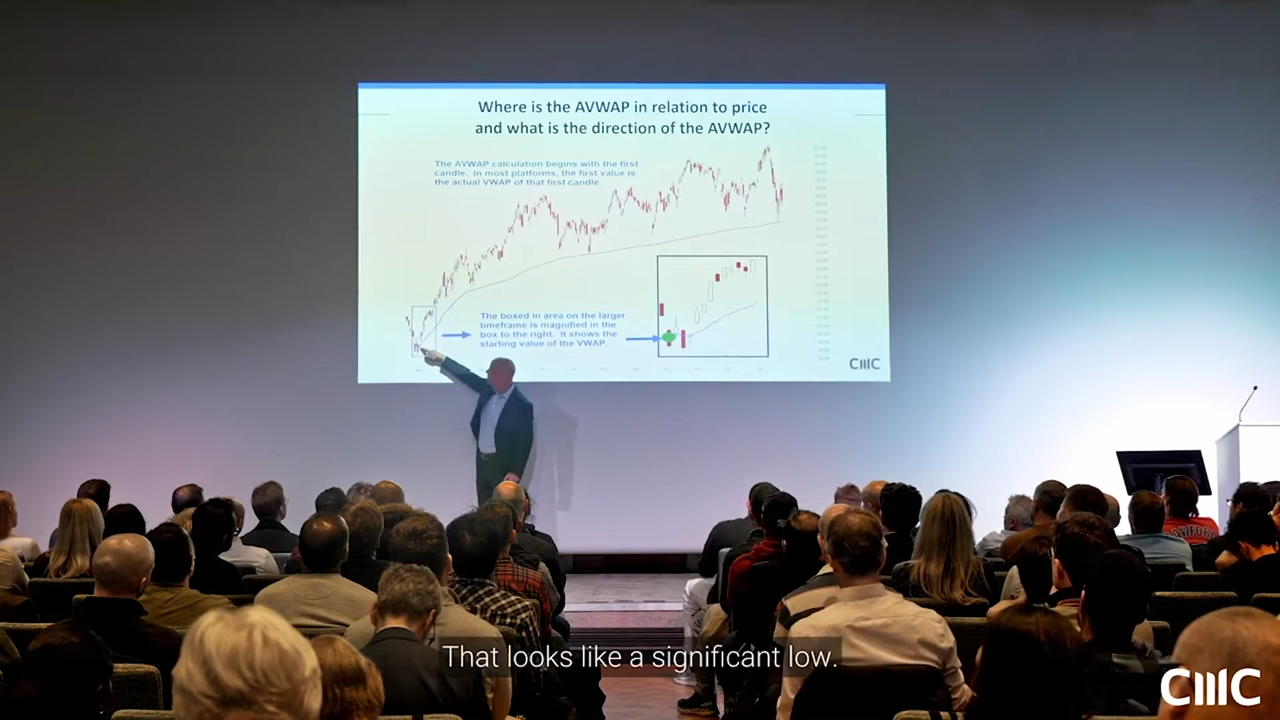 Where is the AVWAP in relation to price
and what is the direction of the AVWAP?
The AVWAP calculation begins with the first
candle. In most platforms, the first value is
the actual VWAP of that first candle.
The boxed in area on the larger
timeframe is magnified in the
box to the right. It shows the
starting value of the VWAP.
CMC
That looks like a significant low.
CMC